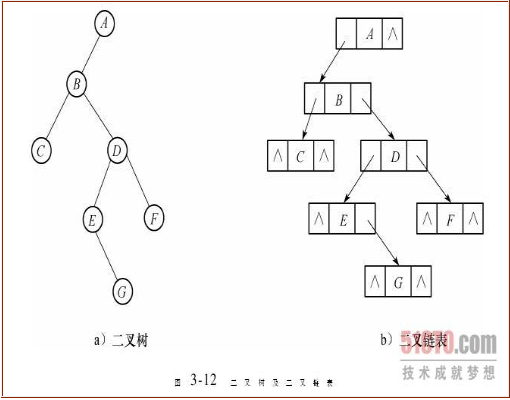 A
B
C
D
E
F
G
∧ A ∧
B
∧ C ∧
D
∧ E
∧ F ∧
∧ G ∧
a）二叉树
b）二叉链表
图 3-12 二叉树及二叉链表
51670.com
技术成就梦想